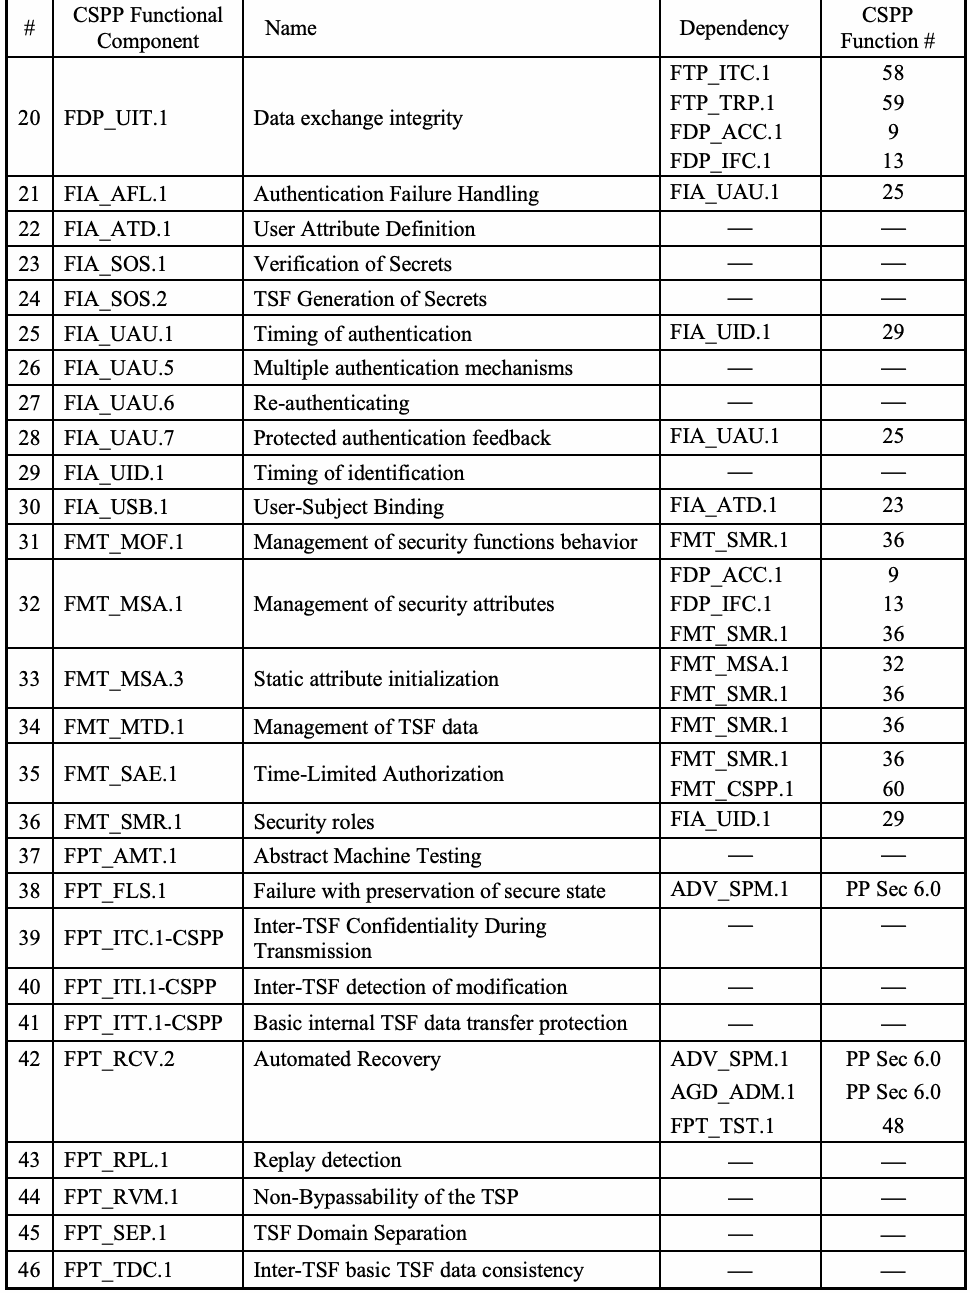 # CSPP Functional Component Name Dependency CSPP Function #
20 FDP_UIT.1 Data exchange integrity FTP_ITC.1 58
FTP_TRP.1 59
FDP_ACC.1 9
FDP_IFC.1 13
21 FIA_AFL.1 Authentication Failure Handling FIA_UAU.1 25
22 FIA_ATD.1 User Attribute Definition — —
23 FIA_SOS.1 Verification of Secrets — —
24 FIA_SOS.2 TSF Generation of Secrets — —
25 FIA_UAU.1 Timing of authentication FIA_UID.1 29
26 FIA_UAU.5 Multiple authentication mechanisms — —
27 FIA_UAU.6 Re-authenticating — —
28 FIA_UAU.7 Protected authentication feedback FIA_UAU.1 25
29 FIA_UID.1 Timing of identification — —
30 FIA_USB.1 User-Subject Binding FIA_ATD.1 23
31 FMT_MOF.1 Management of security functions behavior FMT_SMR.1 36
32 FMT_MSA.1 Management of security attributes FDP_ACC.1 9
FDP_IFC.1 13
FMT_SMR.1 36
33 FMT_MSA.3 Static attribute initialization FMT_MSA.1 32
FMT_SMR.1 36
34 FMT_MTD.1 Management of TSF data FMT_SMR.1 36
35 FMT_SAE.1 Time-Limited Authorization FMT_SMR.1 36
FMT_CSPP.1 60
36 FMT_SMR.1 Security roles FIA_UID.1 29
37 FPT_AMT.1 Abstract Machine Testing — —
38 FPT_FLS.1 Failure with preservation of secure state ADV_SPM.1 PP Sec 6.0
39 FPT_ITC.1-CSPP Inter-TSF Confidentiality During Transmission — —
40 FPT_ITI.1-CSPP Inter-TSF detection of modification — —
41 FPT_ITT.1-CSPP Basic internal TSF data transfer protection — —
42 FPT_RCV.2 Automated Recovery ADV_SPM.1 PP Sec 6.0
AGD_ADM.1 PP Sec 6.0
FPT_TST.1 48
43 FPT_RPL.1 Replay detection — —
44 FPT_RVM.1 Non-Bypassability of the TSP — —
45 FPT_SEP.1 TSF Domain Separation — —
46 FPT_TDC.1 Inter-TSF basic TSF data consistency — —